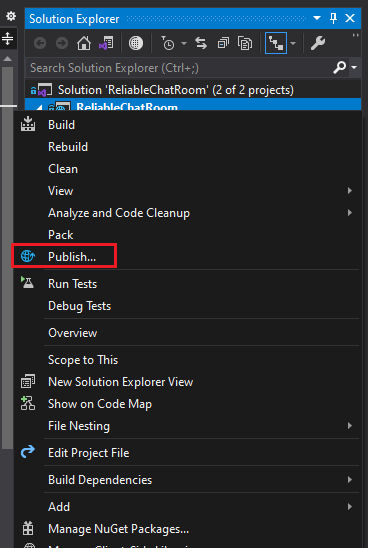 Solution Explorer
Search Solution Explorer (Ctrl+;)
Solution 'ReliableChatRoom' (2 of 2 projects)
ReliableChatRoom
Build
Rebuild
Clean
View
Analyze and Code Cleanup
Pack
Publish...
Run Tests
Debug Tests
Overview
Scope to This
New Solution Explorer View
Show on Code Map
File Nesting
Edit Project File
Build Dependencies
Add
Manage NuGet Packages...